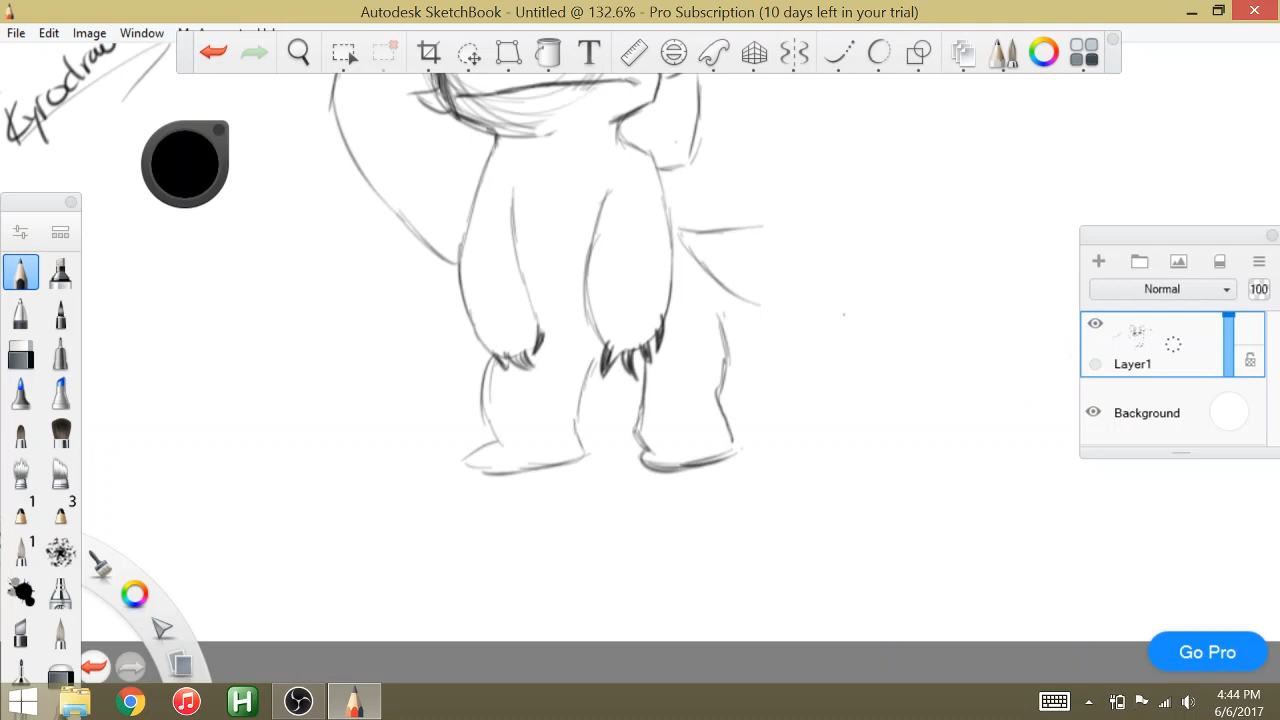 Autodesk SketchBook - Untitled @ 132.6% - Pro Subscription (10 days left in your trial)
File Edit Image Window
Kyrodraw
T
Normal 100
Layer1
Background
1 3
1
Go Pro
H
4:44 PM
6/6/2017